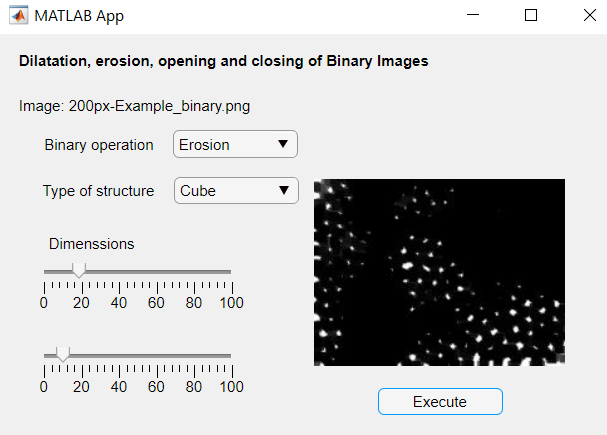 MATLAB App
Dilatation, erosion, opening and closing of Binary Images
Image: 200px-Example_binary.png
Binary operation Erosion
Type of structure Cube
Dimenssions
0 20 40 60 80 100
0 20 40 60 80 100
Execute